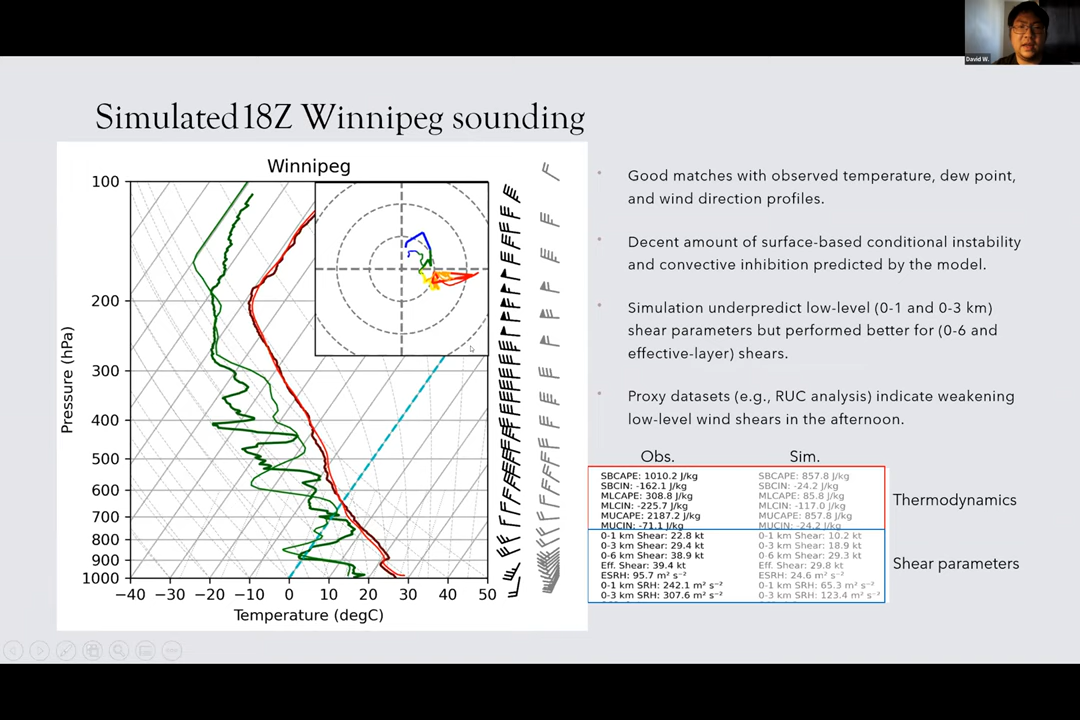 David W.
Simulated18Z Winnipeg sounding
Winnipeg
100
200
300
400
500
600
700
800
900
1000
Pressure (hPa)
−40 −30 −20 −10 0 10 20 30 40 50
Temperature (degC)
Good matches with observed temperature, dew point,
and wind direction profiles.
Decent amount of surface-based conditional instability
and convective inhibition predicted by the model.
Simulation underpredict low-level (0-1 and 0-3 km)
shear parameters but performed better for (0-6 and
effective-layer) shears.
Proxy datasets (e.g., RUC analysis) indicate weakening
low-level wind shears in the afternoon.
Obs. Sim.
SBCAPE: 1010.2 J/kg SBCAPE: 857.8 J/kg
SBCIN: -162.1 J/kg SBCIN: -24.2 J/kg
MLCAPE: 308.8 J/kg MLCAPE: 85.8 J/kg
MLCIN: -225.7 J/kg MLCIN: -117.0 J/kg
MUCAPE: 2187.2 J/kg MUCAPE: 857.8 J/kg
MUCIN: -71.1 J/kg MUCIN: -24.2 J/kg
Thermodynamics
0-1 km Shear: 22.8 kt 0-1 km Shear: 10.2 kt
0-3 km Shear: 29.4 kt 0-3 km Shear: 18.9 kt
0-6 km Shear: 38.9 kt 0-6 km Shear: 29.3 kt
Eff. Shear: 39.4 kt Eff. Shear: 29.8 kt
ESRH: 95.7 m² s⁻² ESRH: 24.6 m² s⁻²
0-1 km SRH: 242.1 m² s⁻² 0-1 km SRH: 65.3 m² s⁻²
0-3 km SRH: 307.6 m² s⁻² 0-3 km SRH: 123.4 m² s⁻²
Shear parameters